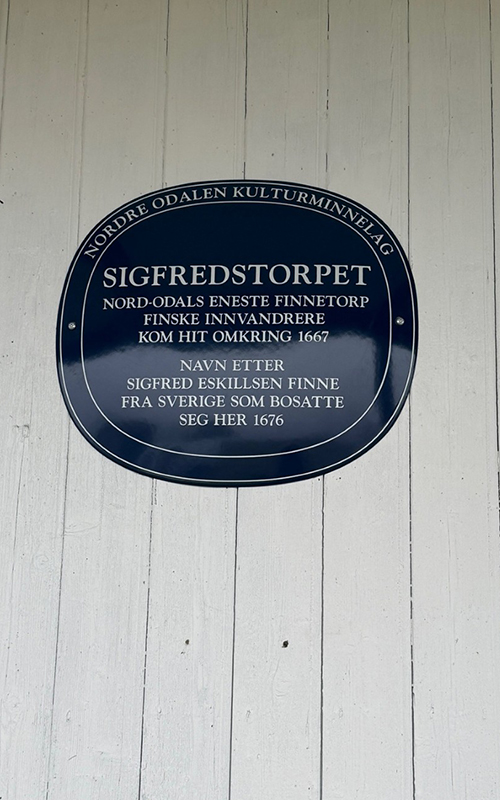 NORDRE ODALEN KULTURMINNELAG
SIGFREDSTORPET
NORD-ODALS ENESTE FINNETORP
FINSKE INNVANDRERE
KOM HIT OMKRING 1667
NAVN ETTER
SIGFRED ESKILLSEN FINNE
FRA SVERIGE SOM BOSATTE
SEG HER 1676